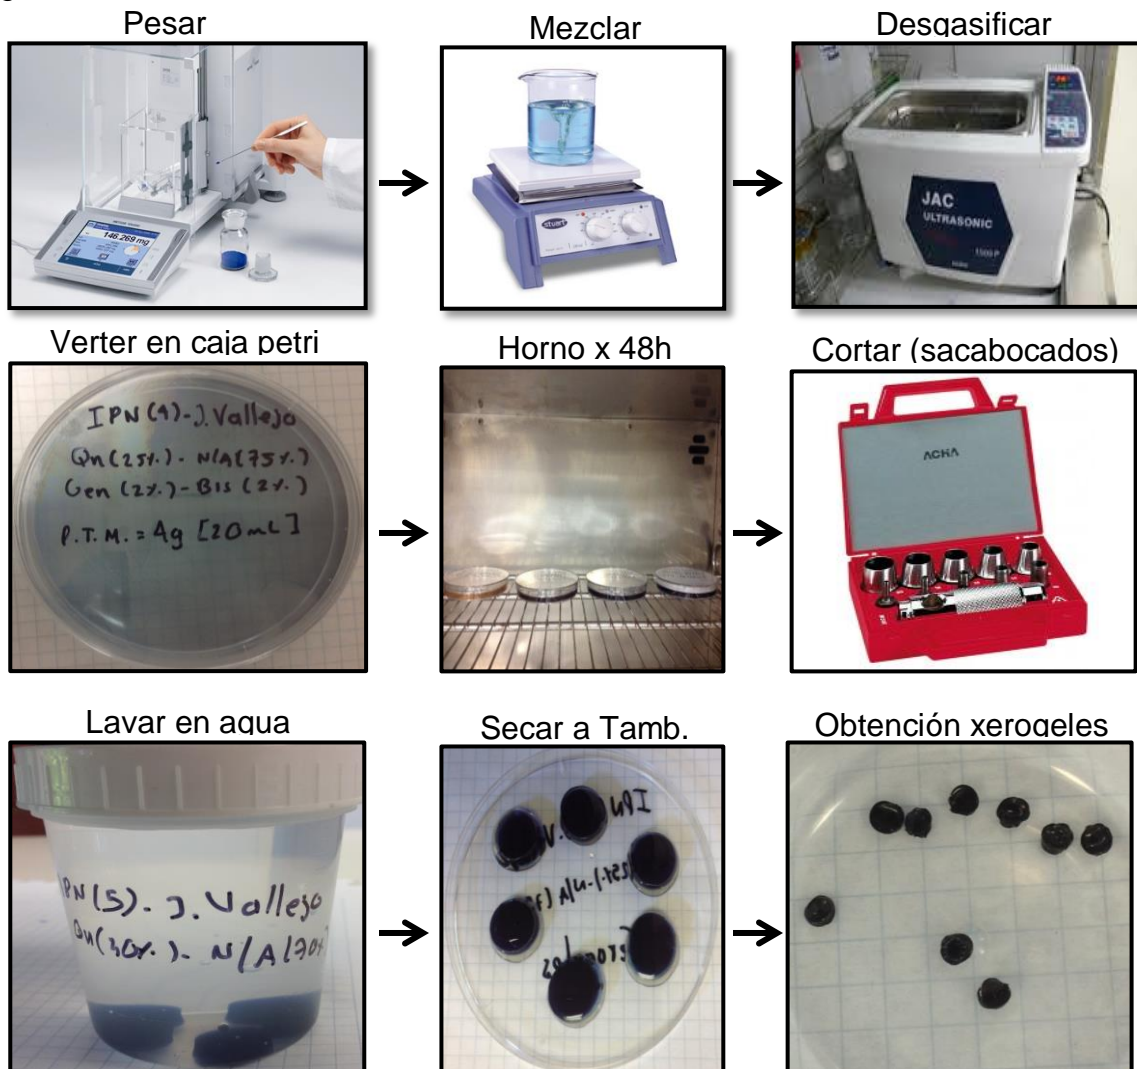 Pesar
Mezclar
Desgasificar
146.269 mg
stuart
JAC
ULTRASONIC
1500 P
Verter en caja petri
Horno x 48h
Cortar (sacabocados)
IPN (4)-J. Vallejo
Qn (25%.) - N/A (75%.)
Gen (2%.) - Bis (2%.)
P.T.M. = 4g [20mL]
ACHA
Lavar en agua
Secar a Tamb.
Obtención xerogeles
PN (5). J. Vallejo
Qn (30%.) - N/A (70%.
IPN